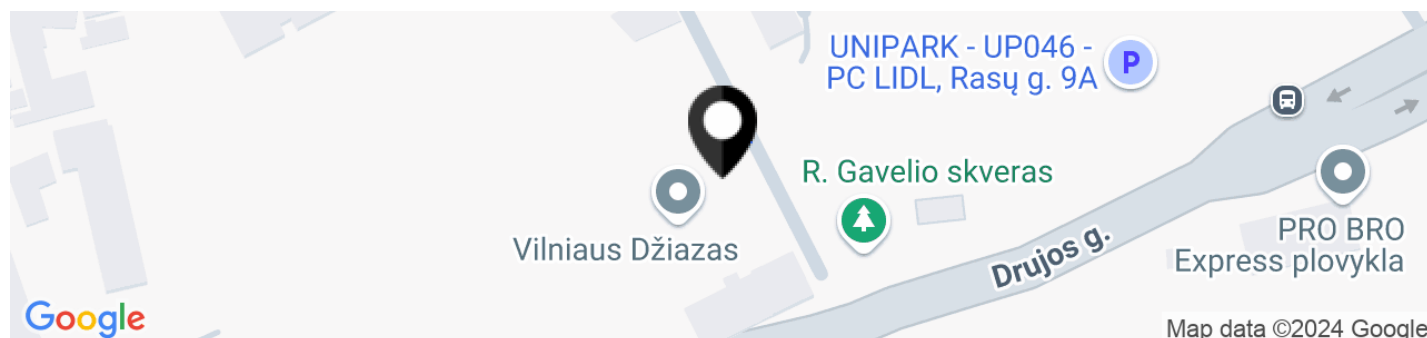 UNIPARK - UP046 -
PC LIDL, Rasų g. 9A
P
R. Gavelio skveras
Vilniaus Džiazas
Drujos g.
PRO BRO
Express plovykla
Google
Map data ©2024 Google